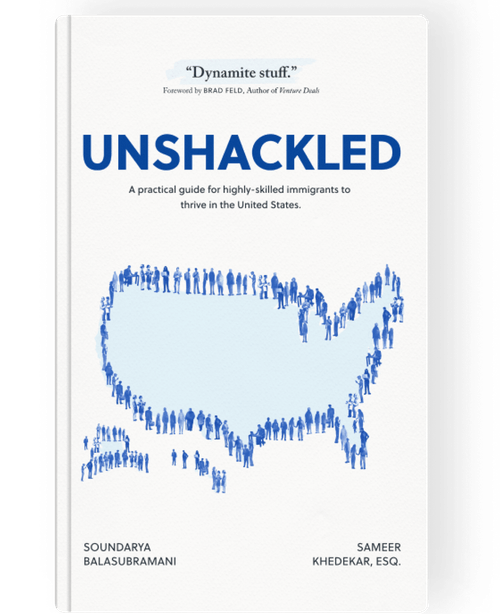 “Dynamite stuff.”
Foreword by BRAD FELD, Author of Venture Deals
UNSHACKLED
A practical guide for highly-skilled immigrants to
thrive in the United States.
SOUNDARYA
BALASUBRAMANI
SAMEER
KHEDEKAR, ESQ.